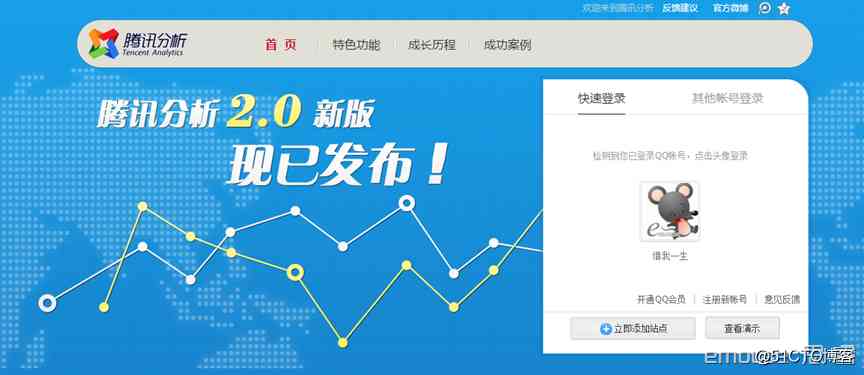 欢迎来到腾讯分析 反馈建议 官方微博
腾讯分析
Tencent Analytics
首 页 特色功能 成长历程 成功案例
腾讯分析 2.0 新版
现已发布！
快速登录 其他帐号登录
检测到您已登录QQ帐号，点击头像登录
借我一生
开通QQ会员 | 注册新帐号 | 意见反馈
立即添加站点 查看演示
@51CTO博客